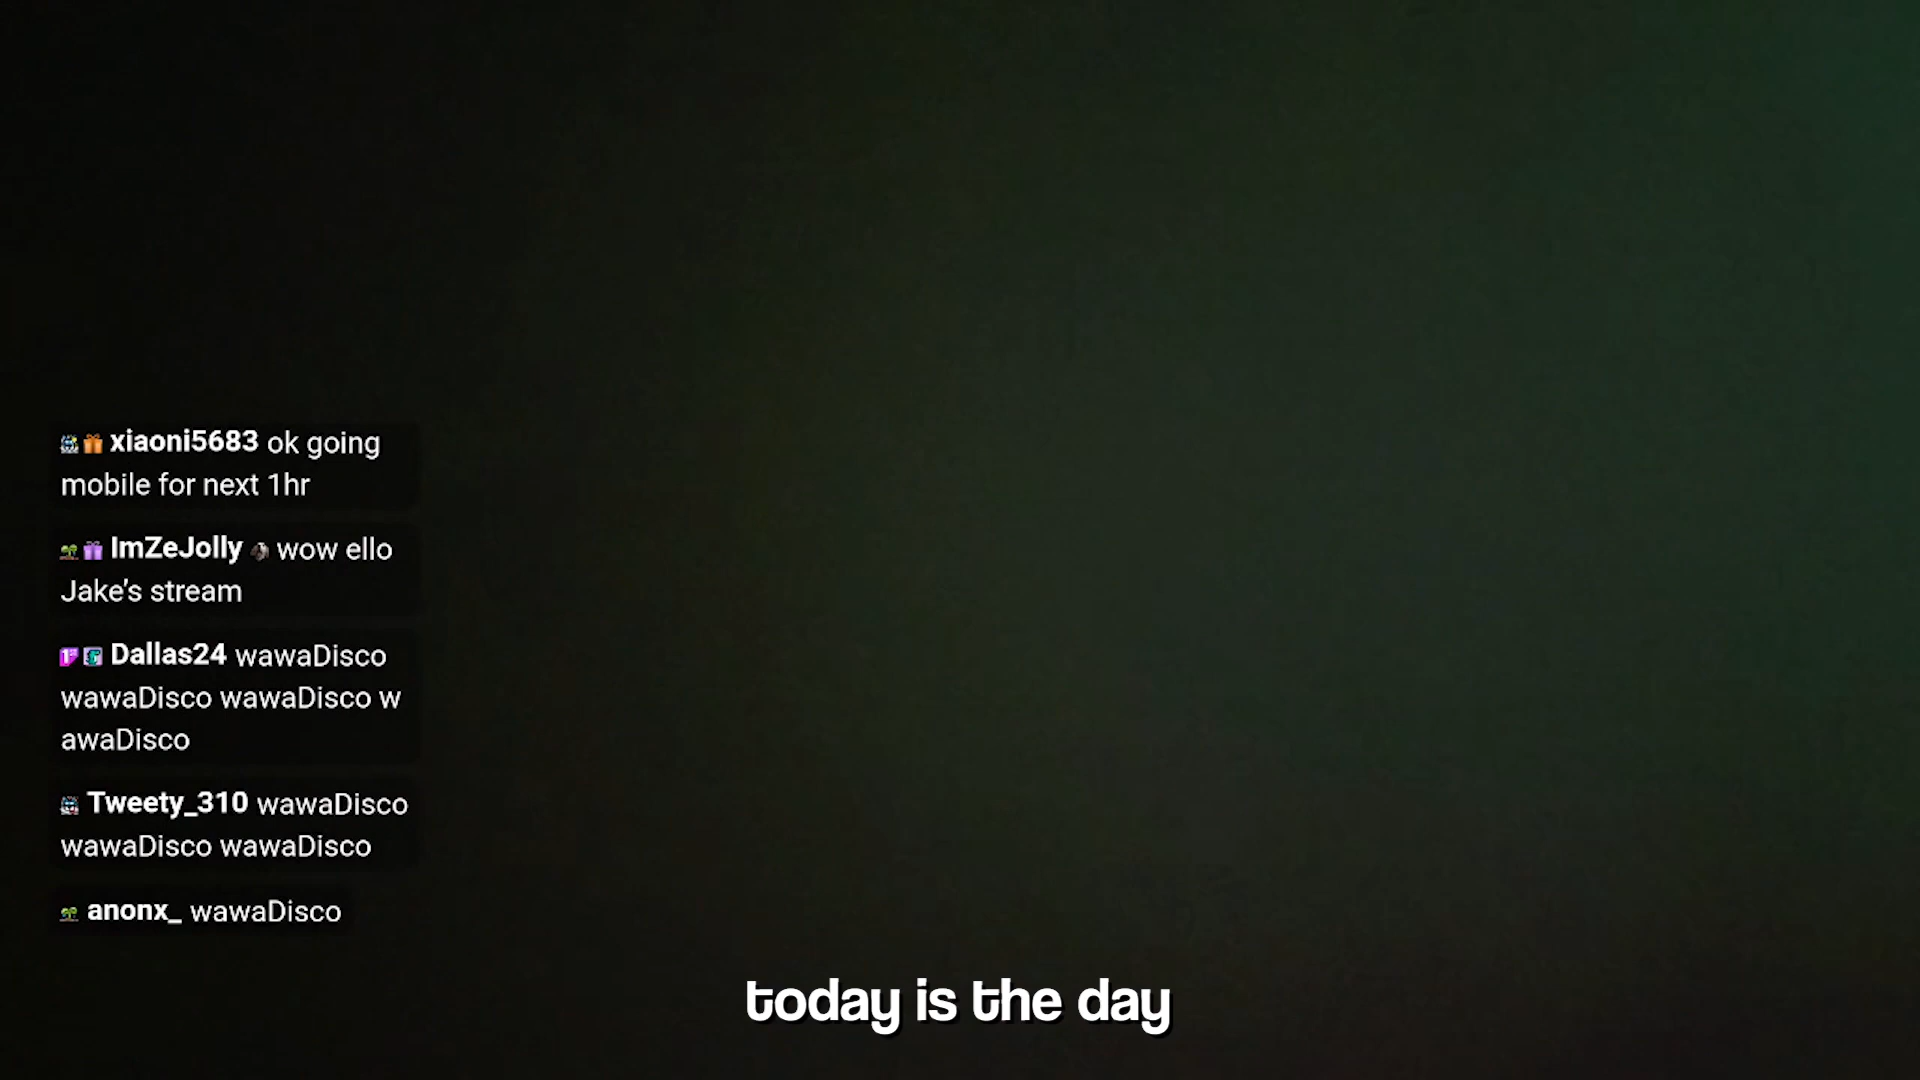 xiaoni5683 ok going
mobile for next 1hr
ImZeJolly wow ello
Jake's stream
Dallas24 wawaDisco
wawaDisco wawaDisco w
awaDisco
Tweety_310 wawaDisco
wawaDisco wawaDisco
anonx_ wawaDisco
today is the day